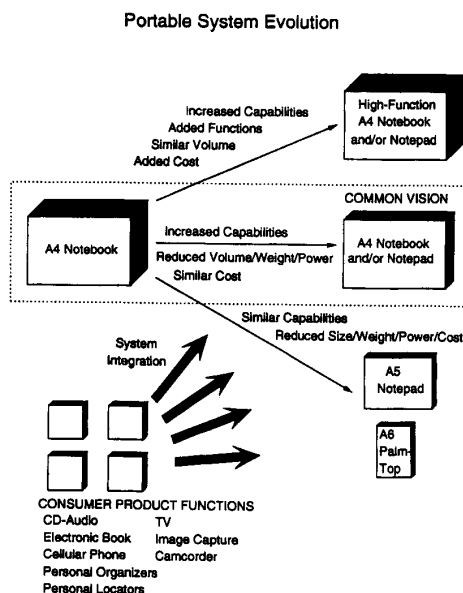 Portable System Evolution
Increased Capabilities
Added Functions
Similar Volume
Added Cost
High-Function
A4 Notebook
and/or Notepad
COMMON VISION
A4 Notebook
Increased Capabilities
Reduced Volume/Weight/Power
Similar Cost
A4 Notebook
and/or Notepad
Similar Capabilities
Reduced Size/Weight/Power/Cost
System
Integration
A5
Notepad
A6
Palm-
Top
CONSUMER PRODUCT FUNCTIONS
CD-Audio TV
Electronic Book Image Capture
Cellular Phone Camcorder
Personal Organizers
Personal Locators